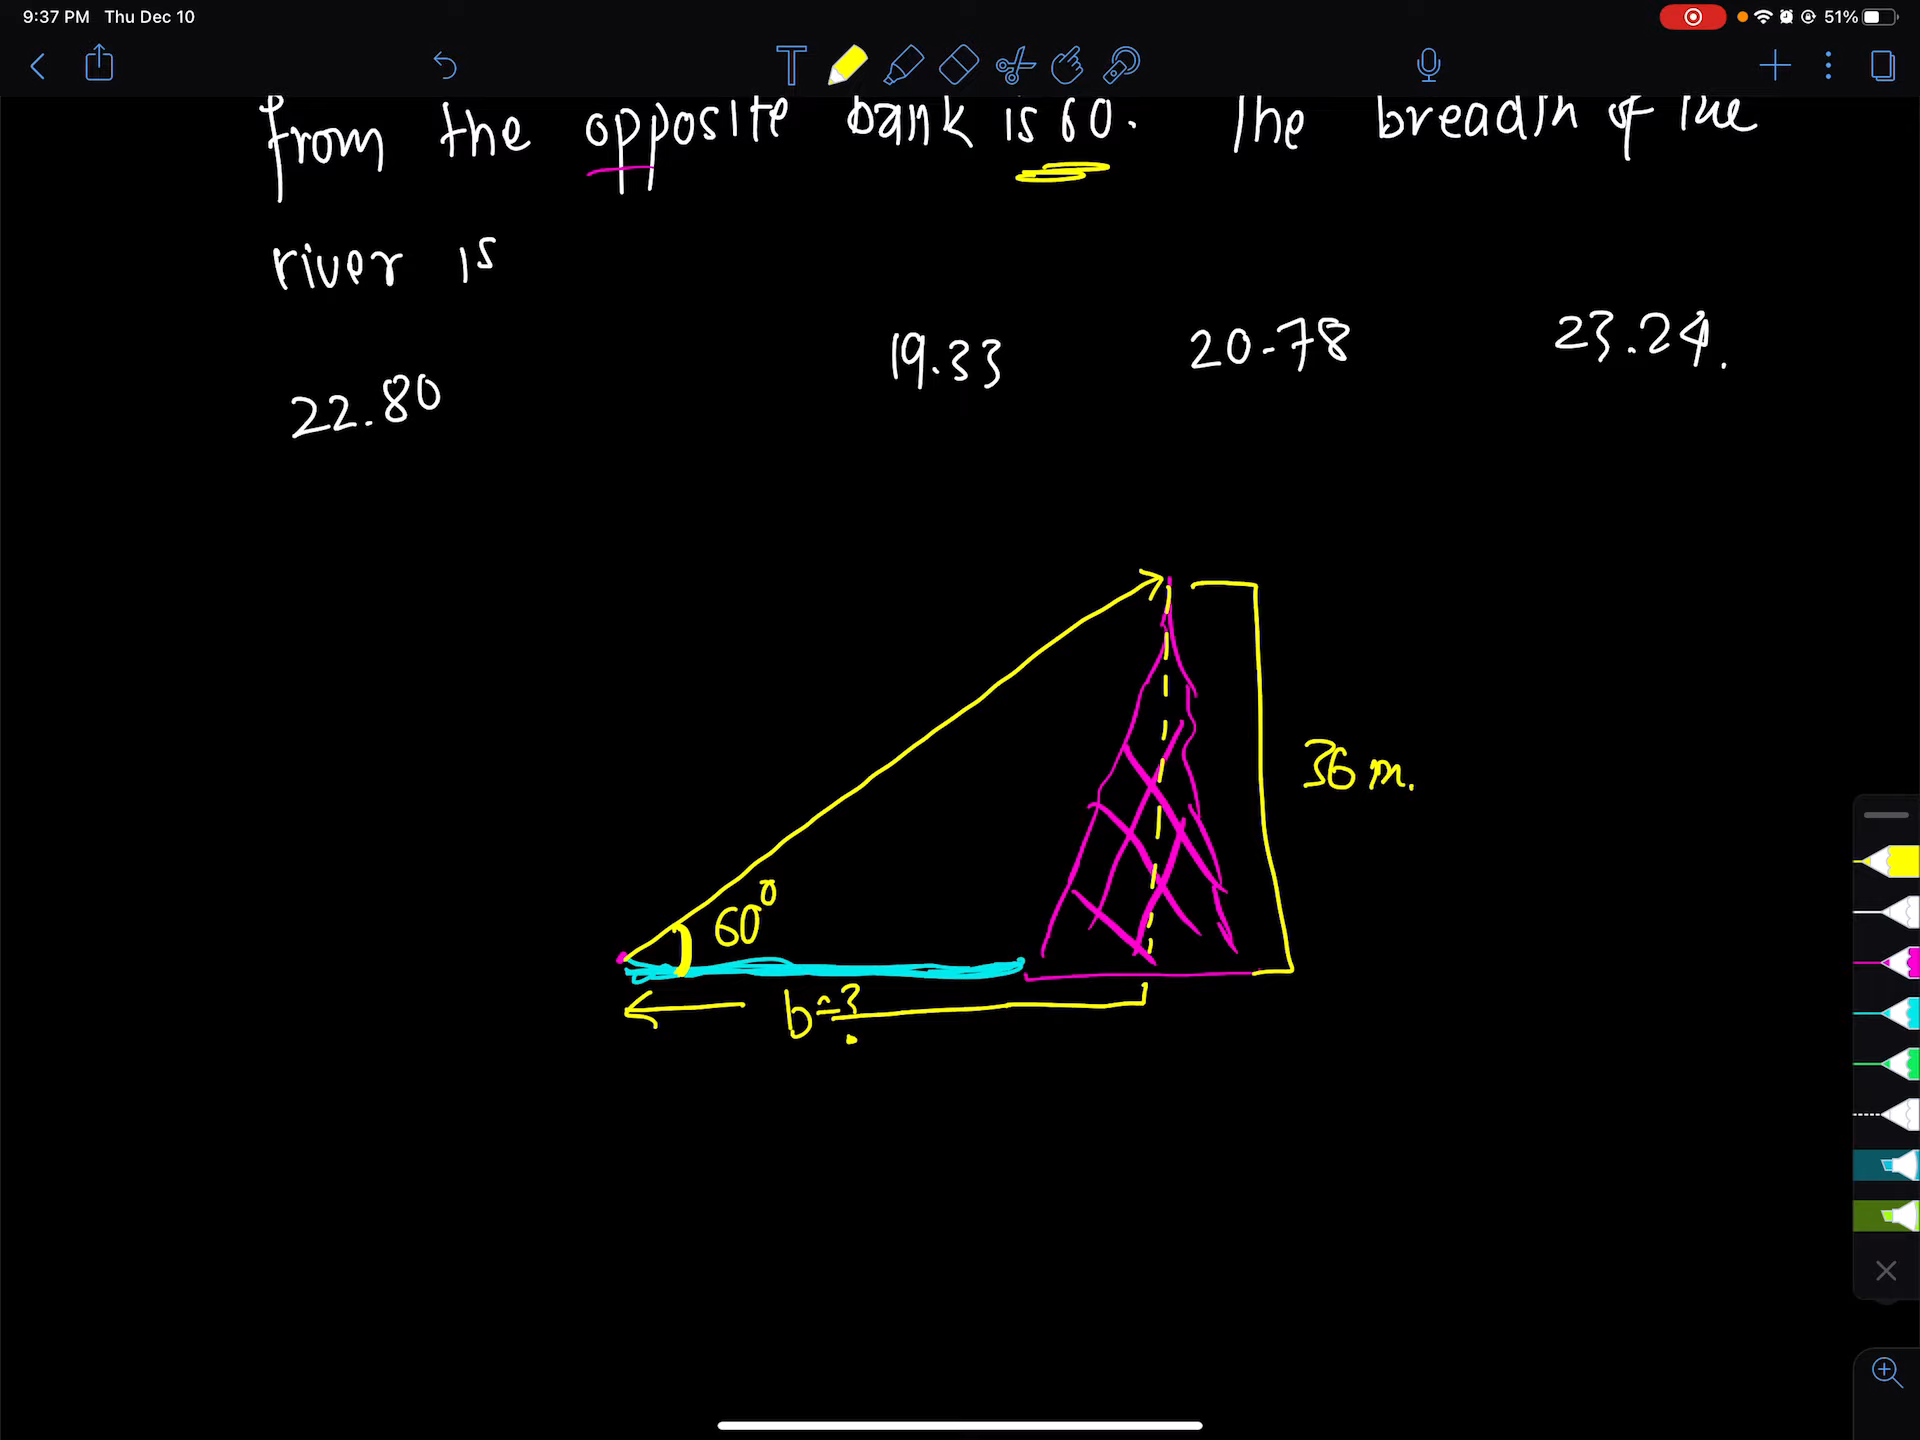 9:37 PM Thu Dec 10
51%
from the opposite bank is 60. The breadth of the
river is
22.80 19.33 20.78 23.24.
36 m.
60°
b = ?